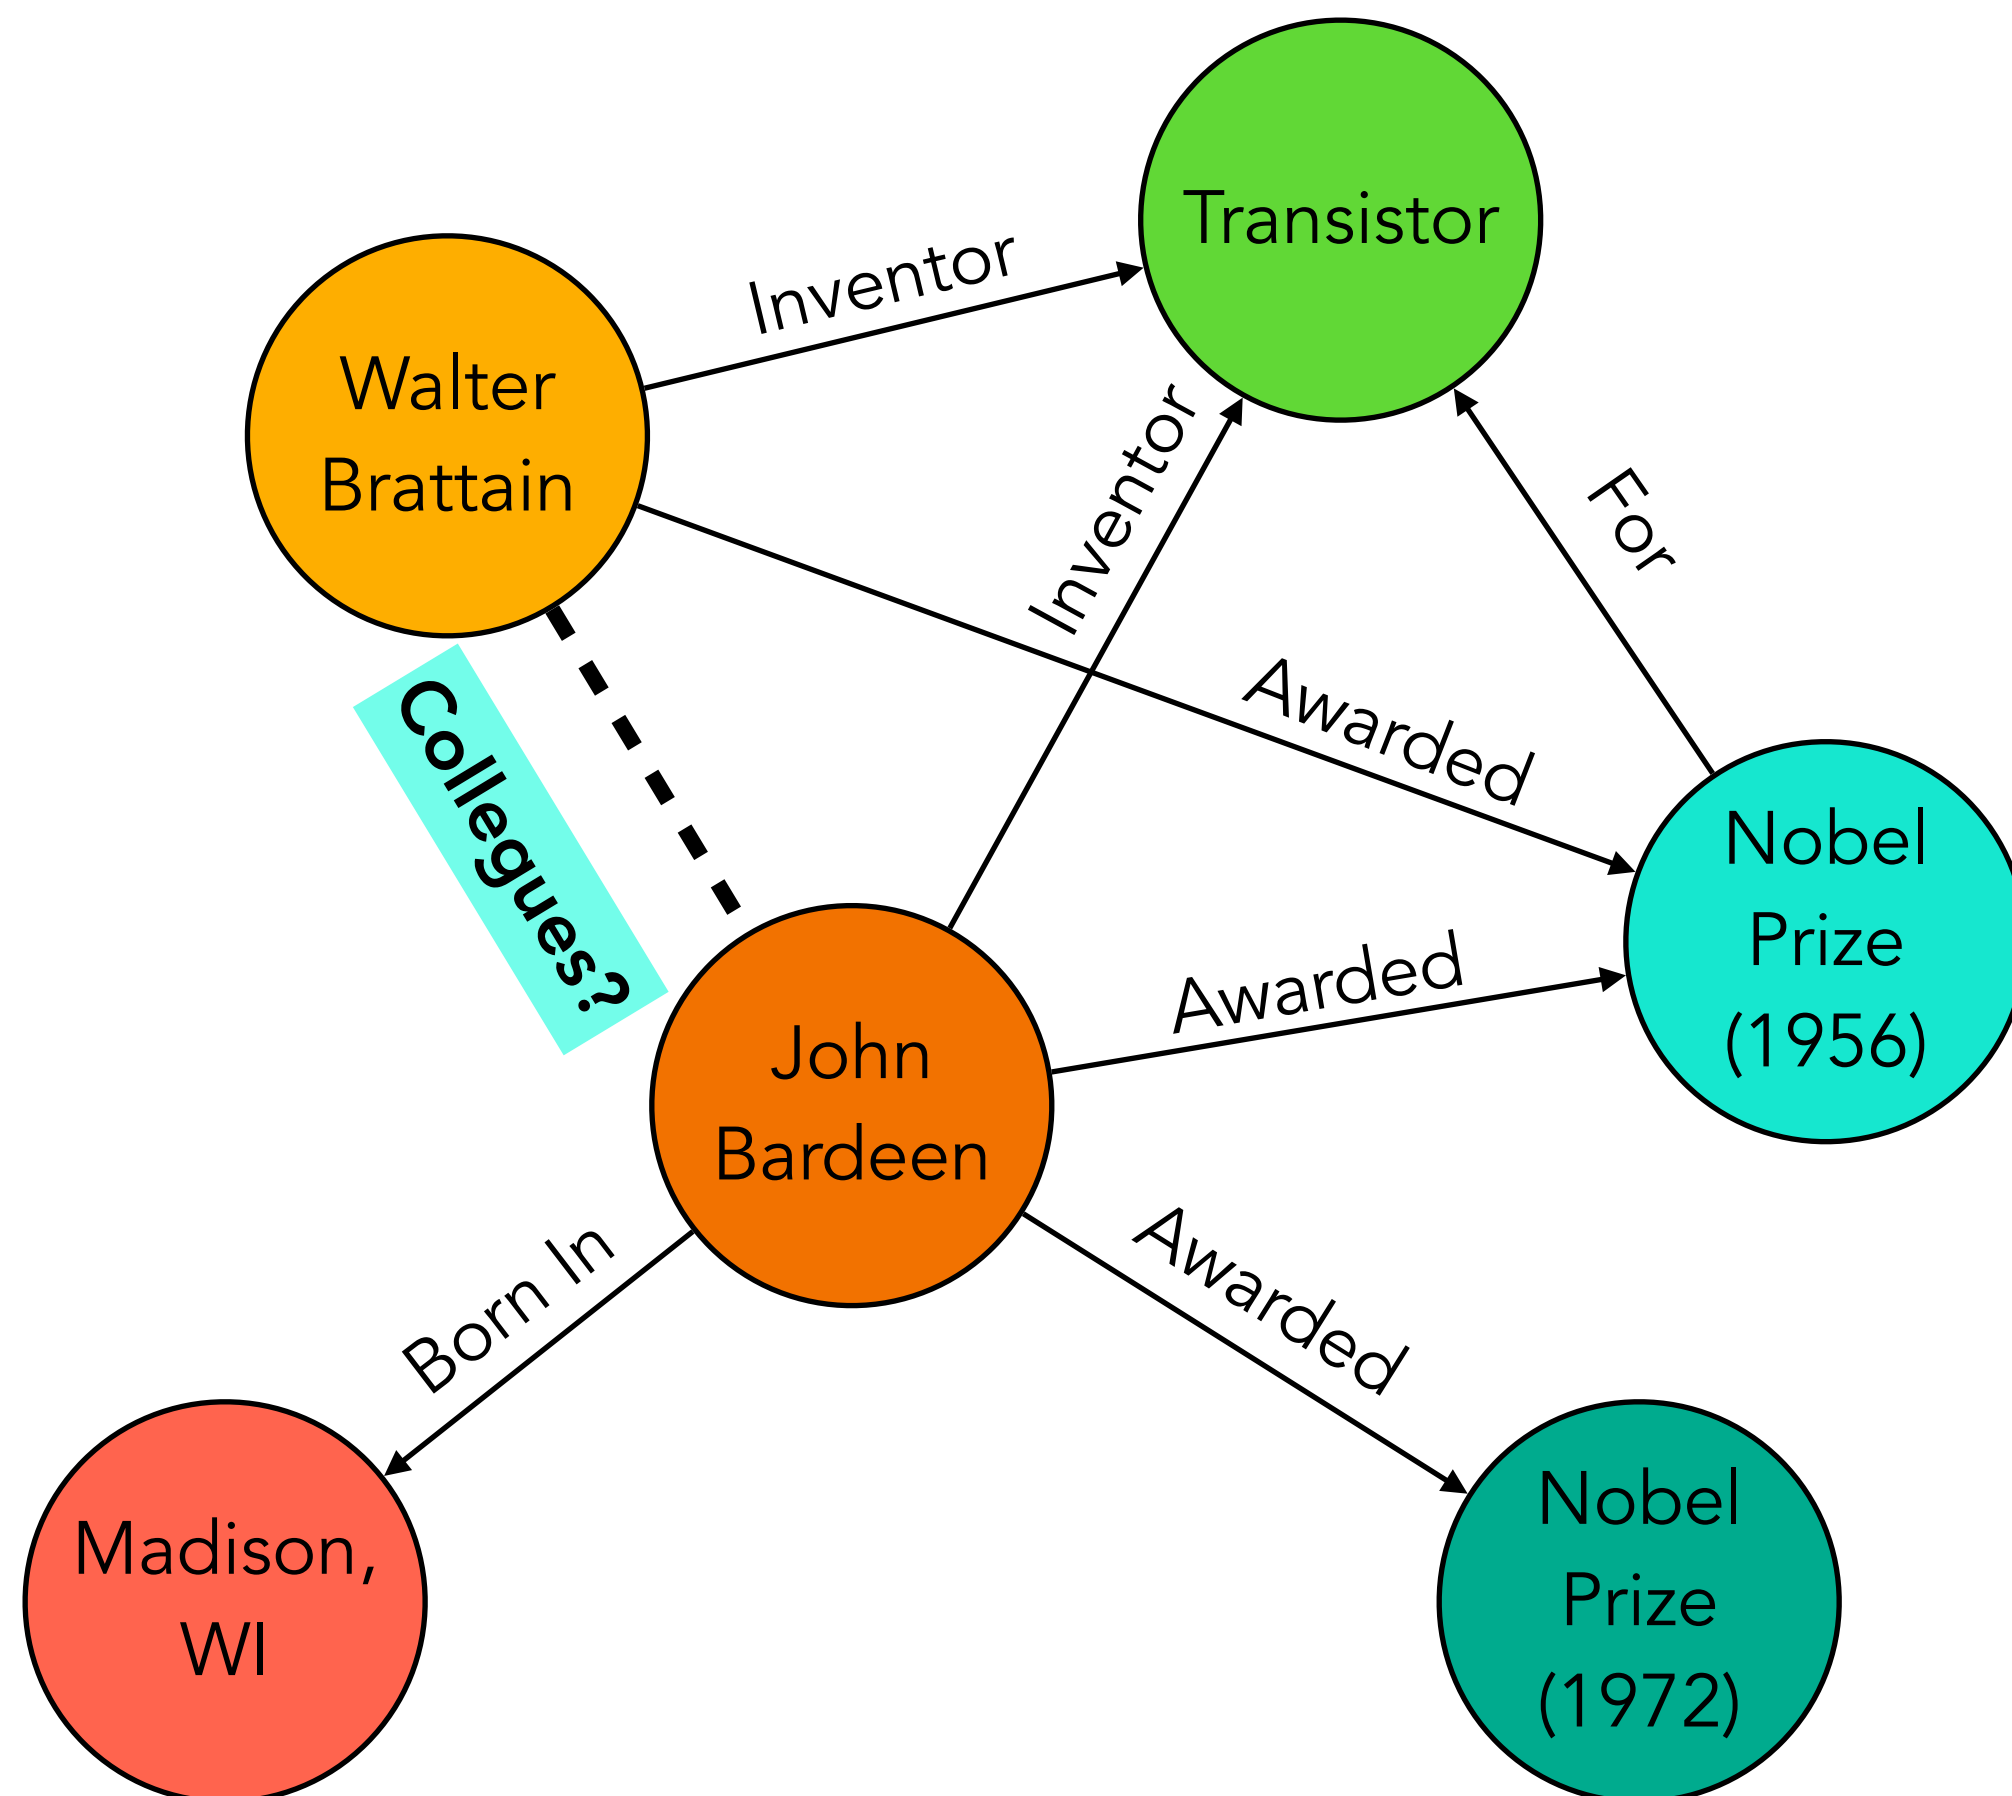 Transistor
Inventor
Walter
Brattain
Inventor
For
Awarded
Collegues?
Nobel
Prize
(1956)
Awarded
John
Bardeen
Born In
Awarded
Madison,
WI
Nobel
Prize
(1972)